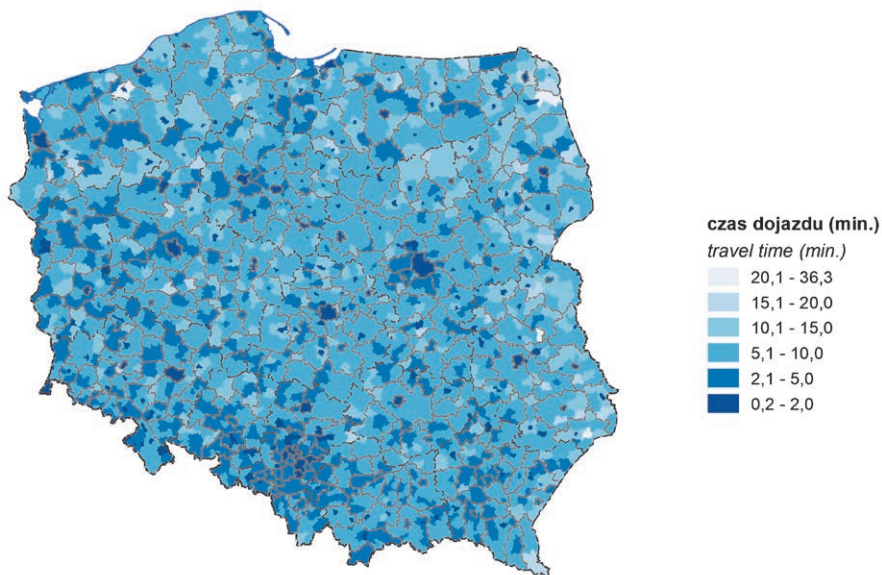 czas dojazdu (min.)
travel time (min.)
20,1 - 36,3
15,1 - 20,0
10,1 - 15,0
5,1 - 10,0
2,1 - 5,0
0,2 - 2,0